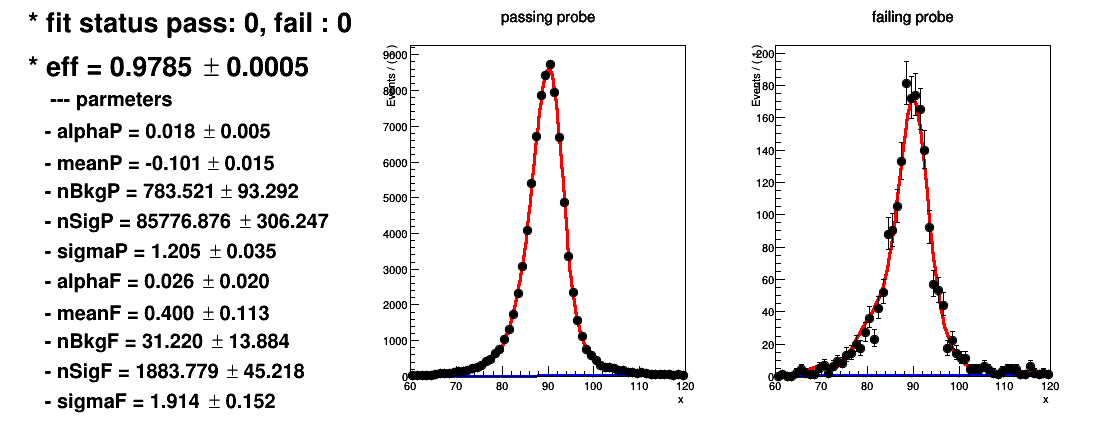 * fit status pass: 0, fail : 0
* eff = 0.9785 ± 0.0005
--- parmeters
- alphaP = 0.018 ± 0.005
- meanP = -0.101 ± 0.015
- nBkgP = 783.521 ± 93.292
- nSigP = 85776.876 ± 306.247
- sigmaP = 1.205 ± 0.035
- alphaF = 0.026 ± 0.020
- meanF = 0.400 ± 0.113
- nBkgF = 31.220 ± 13.884
- nSigF = 1883.779 ± 45.218
- sigmaF = 1.914 ± 0.152
passing probe
Events / ( )
9000
8000
7000
6000
5000
4000
3000
2000
1000
0
60 70 80 90 100 110 120
x
failing probe
Events / ( )
200
180
160
140
120
100
80
60
40
20
0
60 70 80 90 100 110 120
x